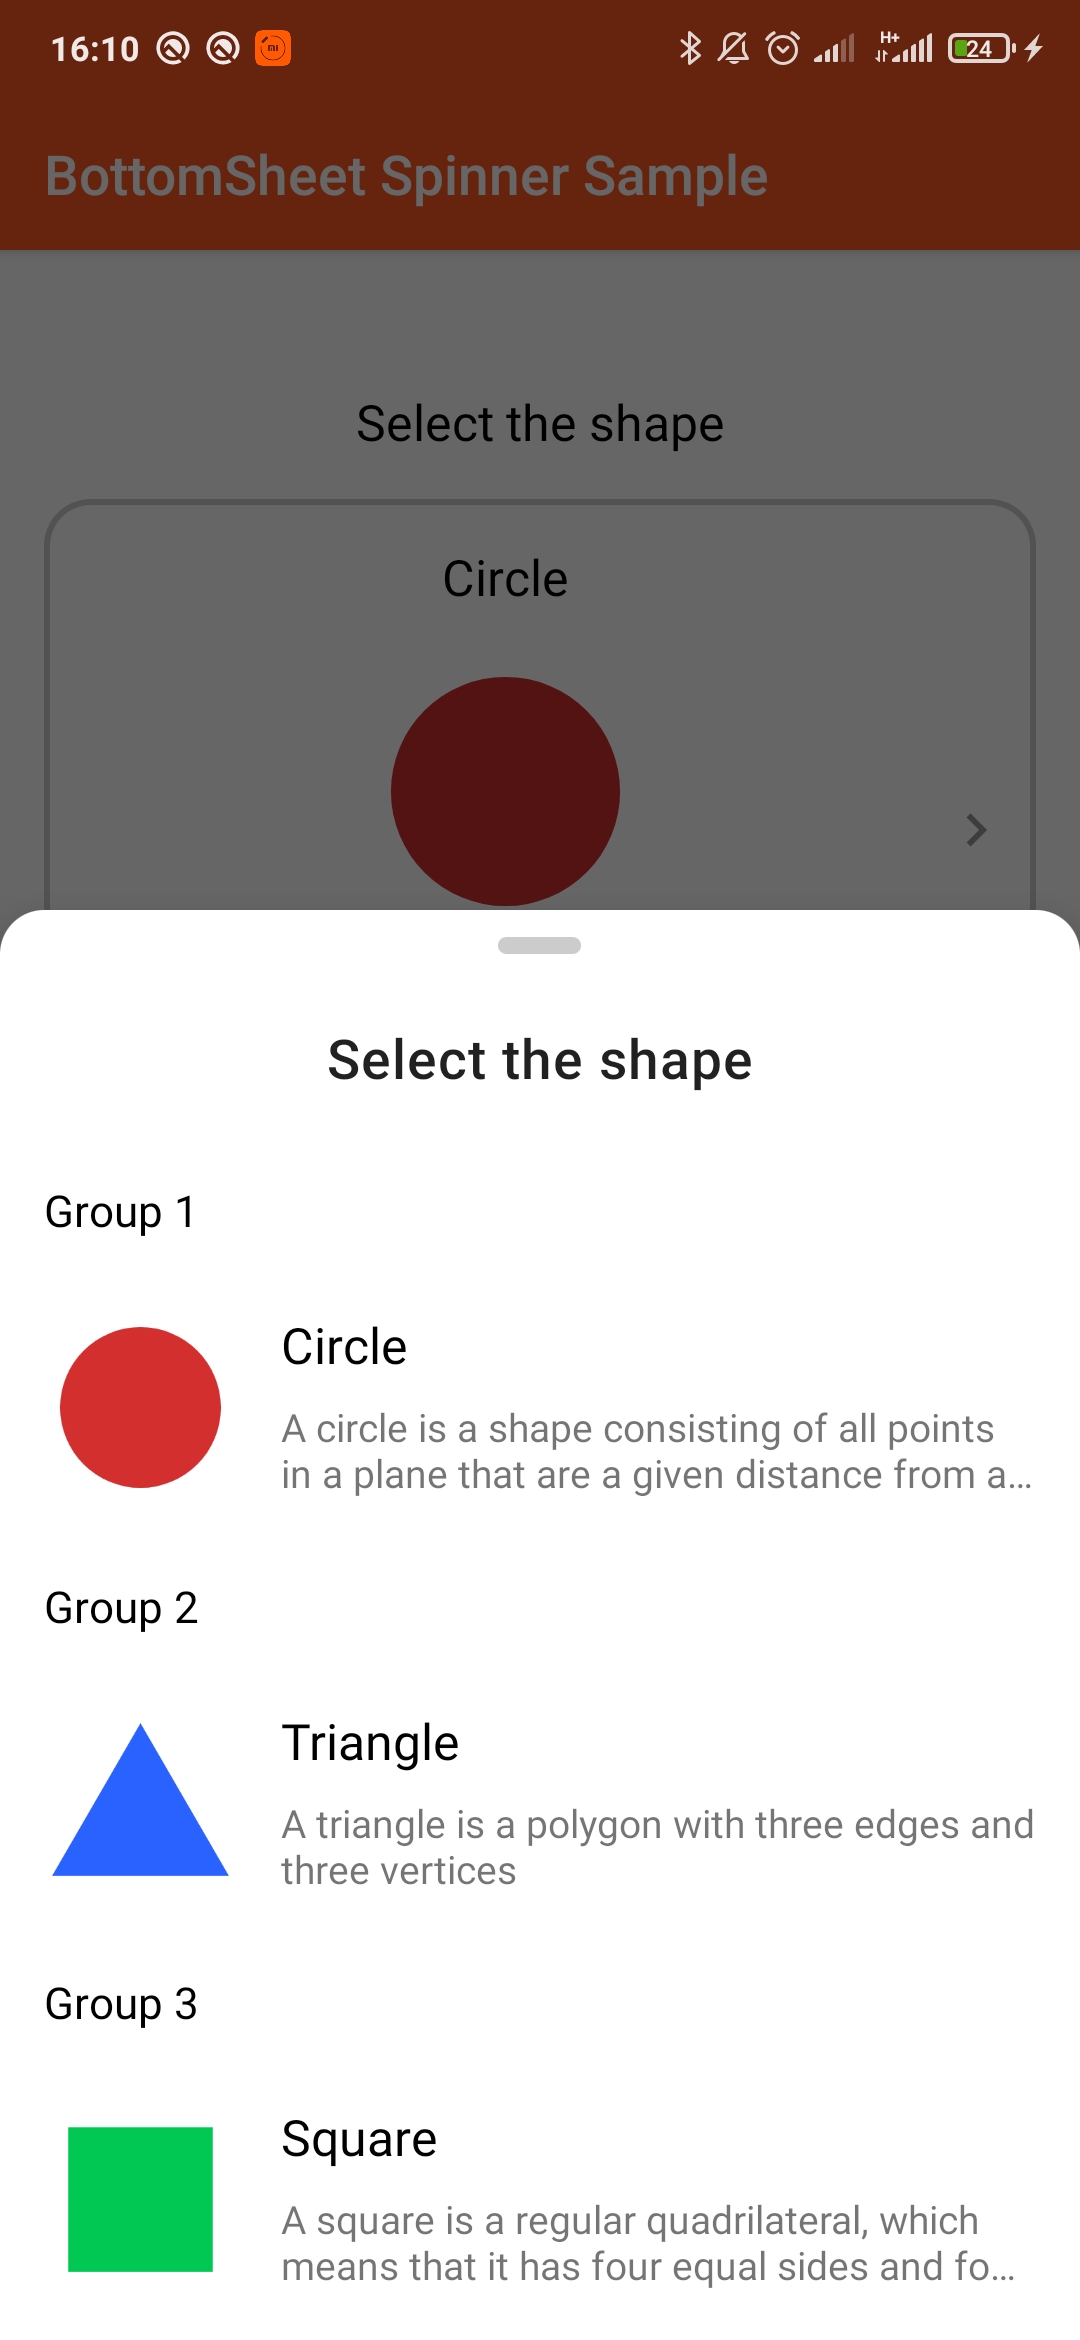 16:10
H+
24
BottomSheet Spinner Sample
Select the shape
Circle
Select the shape
Group 1
Circle
A circle is a shape consisting of all points
in a plane that are a given distance from a...
Group 2
Triangle
A triangle is a polygon with three edges and
three vertices
Group 3
Square
A square is a regular quadrilateral, which
means that it has four equal sides and fo...